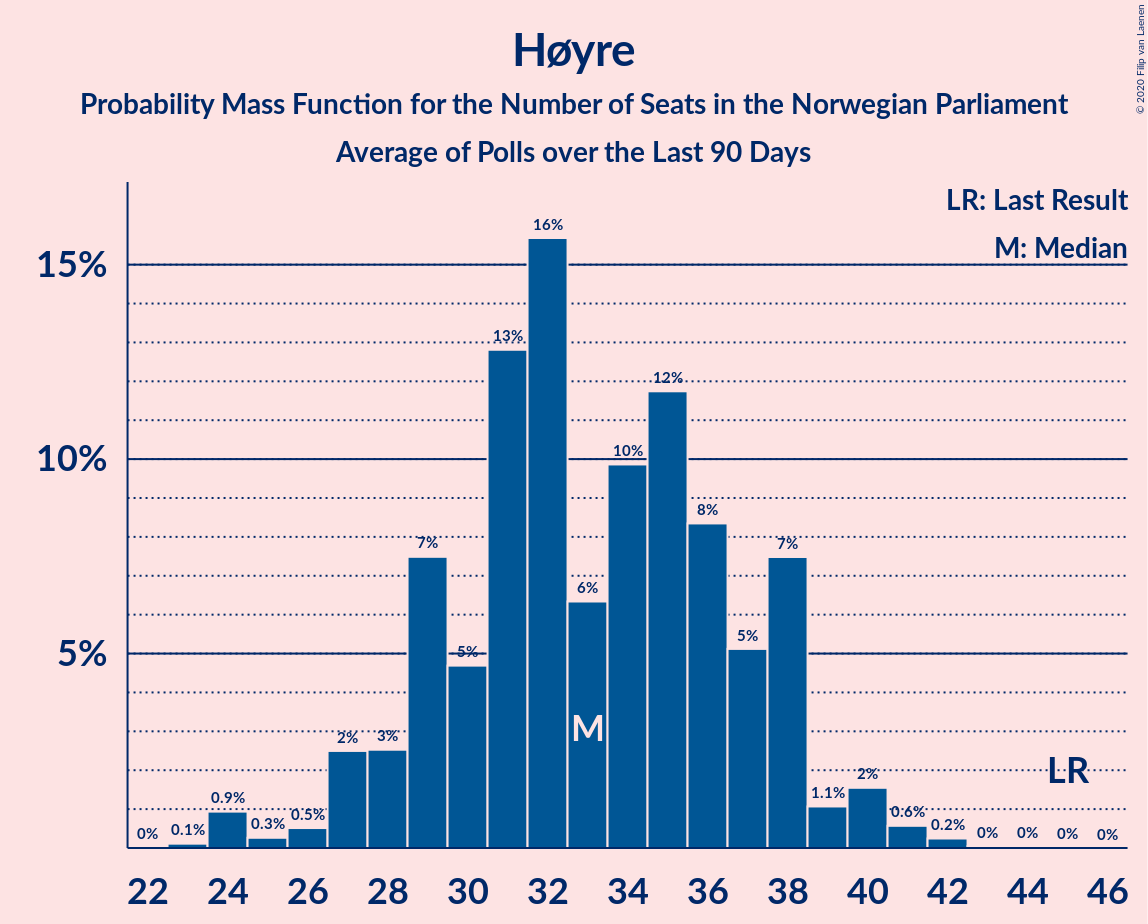 Høyre
Probability Mass Function for the Number of Seats in the Norwegian Parliament
Average of Polls over the Last 90 Days
© 2020 Filip van Laenen
LR: Last Result
M: Median
15%
10%
5%
0% 0.1% 0.9% 0.3% 0.5% 2% 3% 7% 5% 13% 16% 6% 10% 12% 8% 5% 7% 1.1% 2% 0.6% 0.2% 0% 0% 0% 0%
M
LR
22 24 26 28 30 32 34 36 38 40 42 44 46